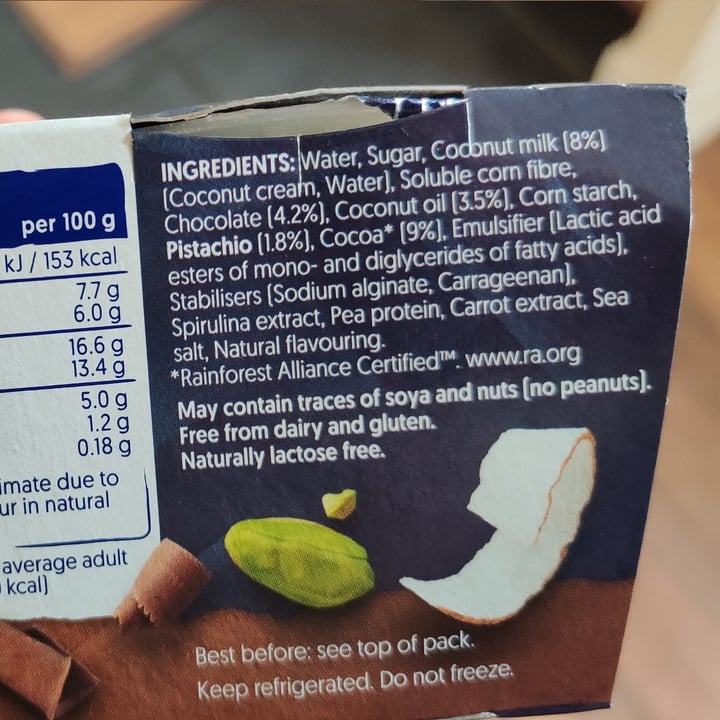 per 100 g
kJ / 153 kcal
7.7 g
6.0 g
16.6 g
13.4 g
5.0 g
1.2 g
0.18 g
imate due to
ur in natural
average adult
kcal)
INGREDIENTS: Water, Sugar, Coconut milk (8%)
(Coconut cream, Water), Soluble corn fibre,
Chocolate (4.2%), Coconut oil (3.5%), Corn starch,
Pistachio (1.8%), Cocoa* (9%), Emulsifier (Lactic acid
esters of mono- and diglycerides of fatty acids),
Stabilisers (Sodium alginate, Carrageenan),
Spirulina extract, Pea protein, Carrot extract, Sea
salt, Natural flavouring.
*Rainforest Alliance Certified™. www.ra.org
May contain traces of soya and nuts (no peanuts).
Free from dairy and gluten.
Naturally lactose free.
Best before: see top of pack.
Keep refrigerated. Do not freeze.